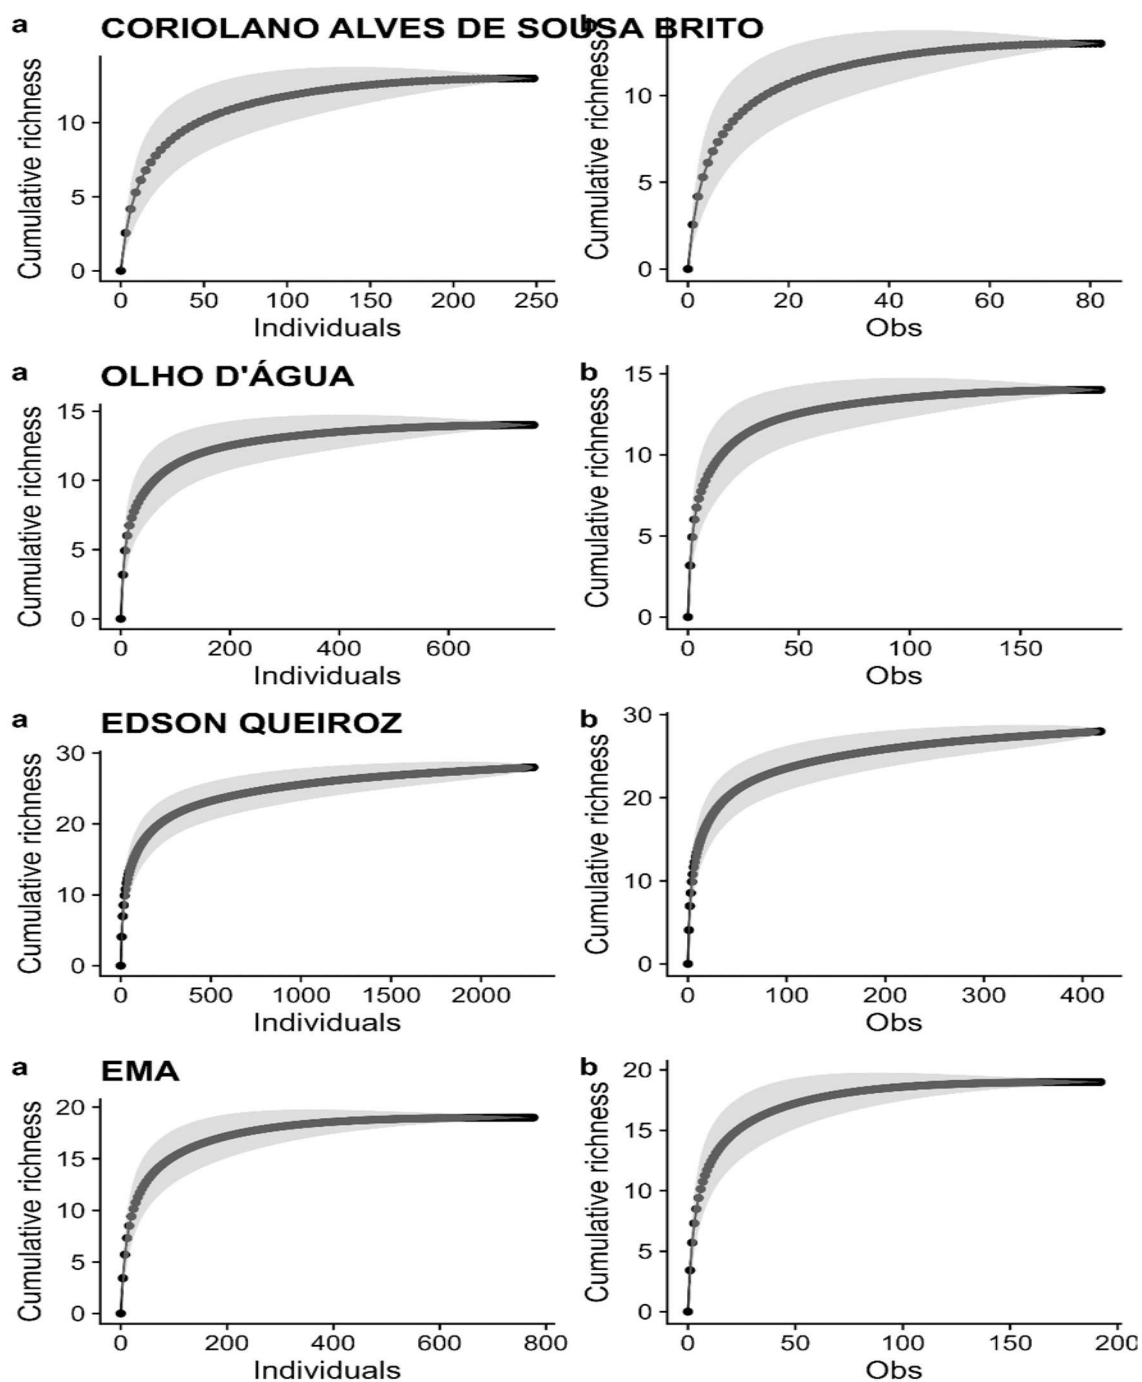 a CORIOLANO ALVES DE SOUSA BRITO b
Cumulative richness
10
5
0
0 50 100 150 200 250
Individuals
Cumulative richness
10
5
0
0 20 40 60 80
Obs
a OLHO D'ÁGUA b
Cumulative richness
15
10
5
0
0 200 400 600
Individuals
Cumulative richness
15
10
5
0
0 50 100 150
Obs
a EDSON QUEIROZ b
Cumulative richness
30
20
10
0
0 500 1000 1500 2000
Individuals
Cumulative richness
30
20
10
0
0 100 200 300 400
Obs
a EMA b
Cumulative richness
20
15
10
5
0
0 200 400 600 800
Individuals
Cumulative richness
20
15
10
5
0
0 50 100 150 200
Obs